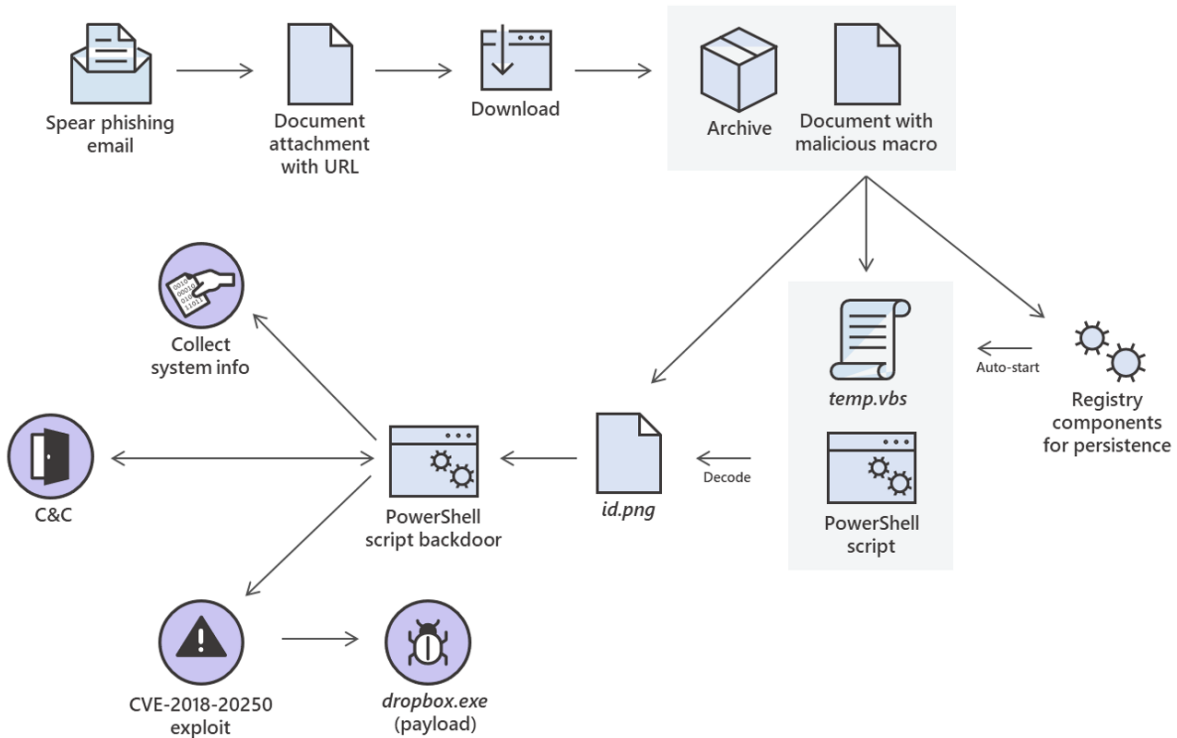 Spear phishing
email
Document
attachment
with URL
Download
Archive
Document with
malicious macro
Collect
system info
temp.vbs
Auto-start
Registry
components
for persistence
C&C
PowerShell
script backdoor
id.png
Decode
PowerShell
script
CVE-2018-20250
exploit
dropbox.exe
(payload)